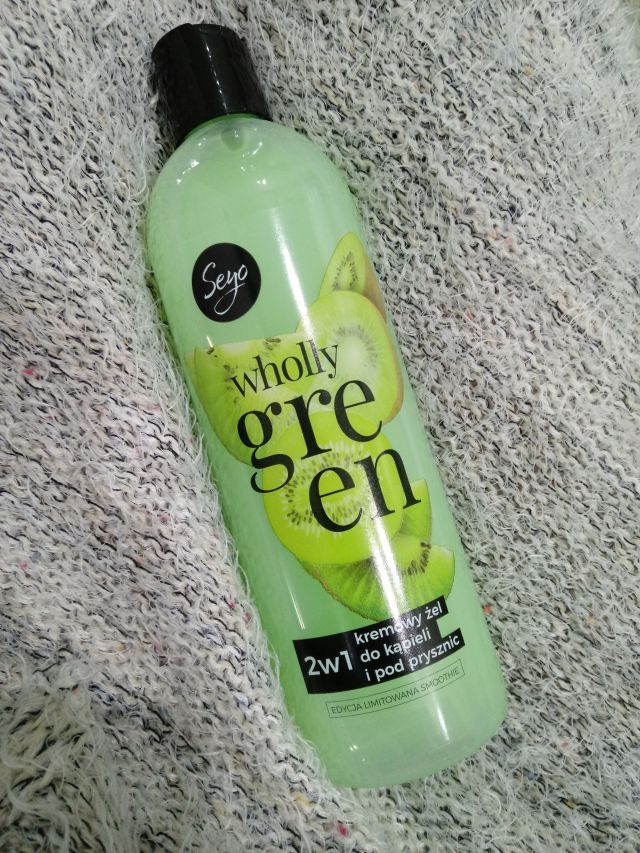 Seyo
wholly
gre
en
2w1
kremowy żel
do kąpieli
i pod prysznic
EDYCJA LIMITOWANA SMOOTHIE